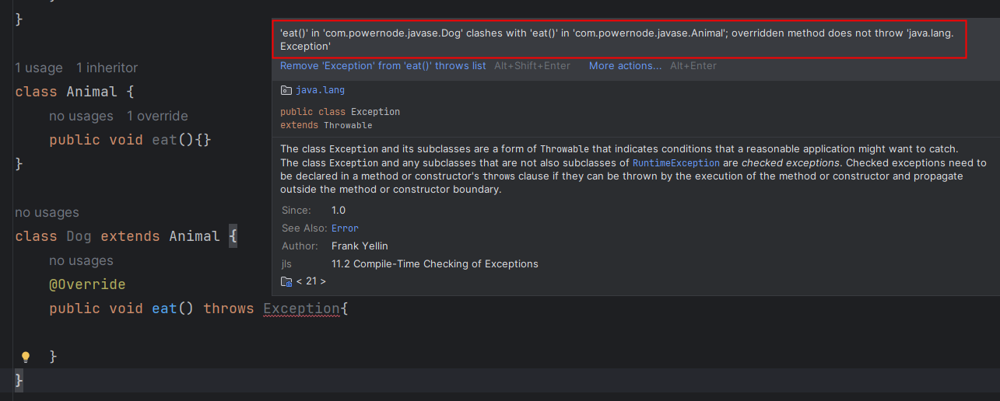 }
1 usage   1 inheritor
class Animal {
no usages   1 override
public void eat(){}
}
no usages
class Dog extends Animal {
no usages
@Override
public void eat() throws Exception{
}
}
'eat()' in 'com.powernode.javase.Dog' clashes with 'eat()' in 'com.powernode.javase.Animal'; overridden method does not throw 'java.lang.
Exception'
Remove 'Exception' from 'eat()' throws list   Alt+Shift+Enter   More actions...   Alt+Enter
java.lang
public class Exception
extends Throwable
The class Exception and its subclasses are a form of Throwable that indicates conditions that a reasonable application might want to catch.
The class Exception and any subclasses that are not also subclasses of RuntimeException are checked exceptions. Checked exceptions need to
be declared in a method or constructor's throws clause if they can be thrown by the execution of the method or constructor and propagate
outside the method or constructor boundary.
Since:   1.0
See Also:   Error
Author:   Frank Yellin
jls   11.2 Compile-Time Checking of Exceptions
< 21 >